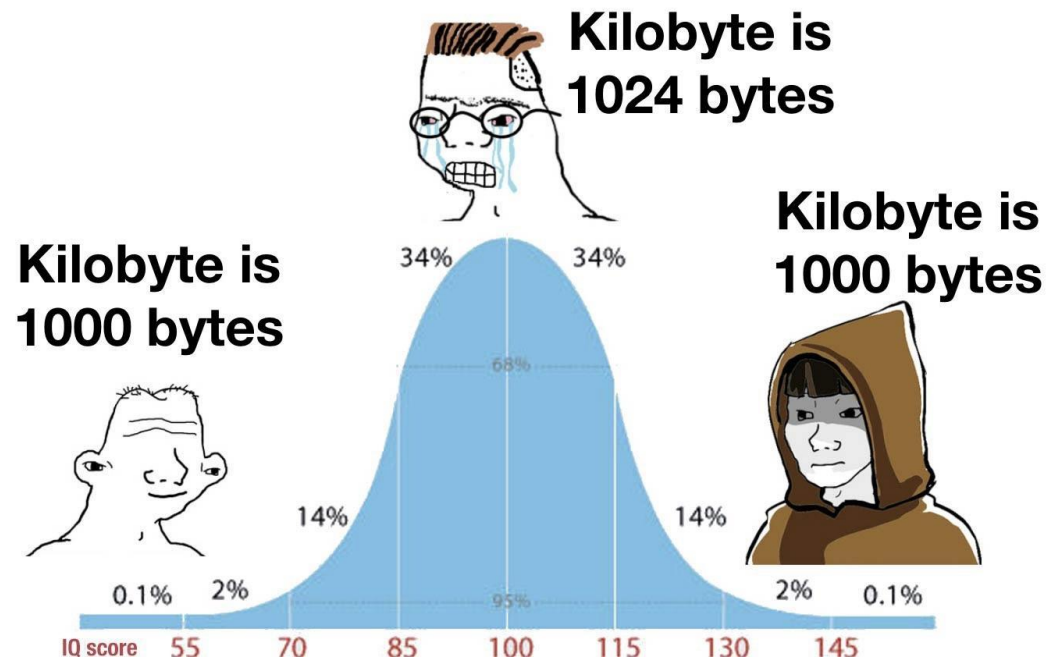 Kilobyte is
1024 bytes
Kilobyte is
1000 bytes
Kilobyte is
1000 bytes
34% 34%
68%
14% 14%
0.1% 2% 95% 2% 0.1%
IQ score 55 70 85 100 115 130 145